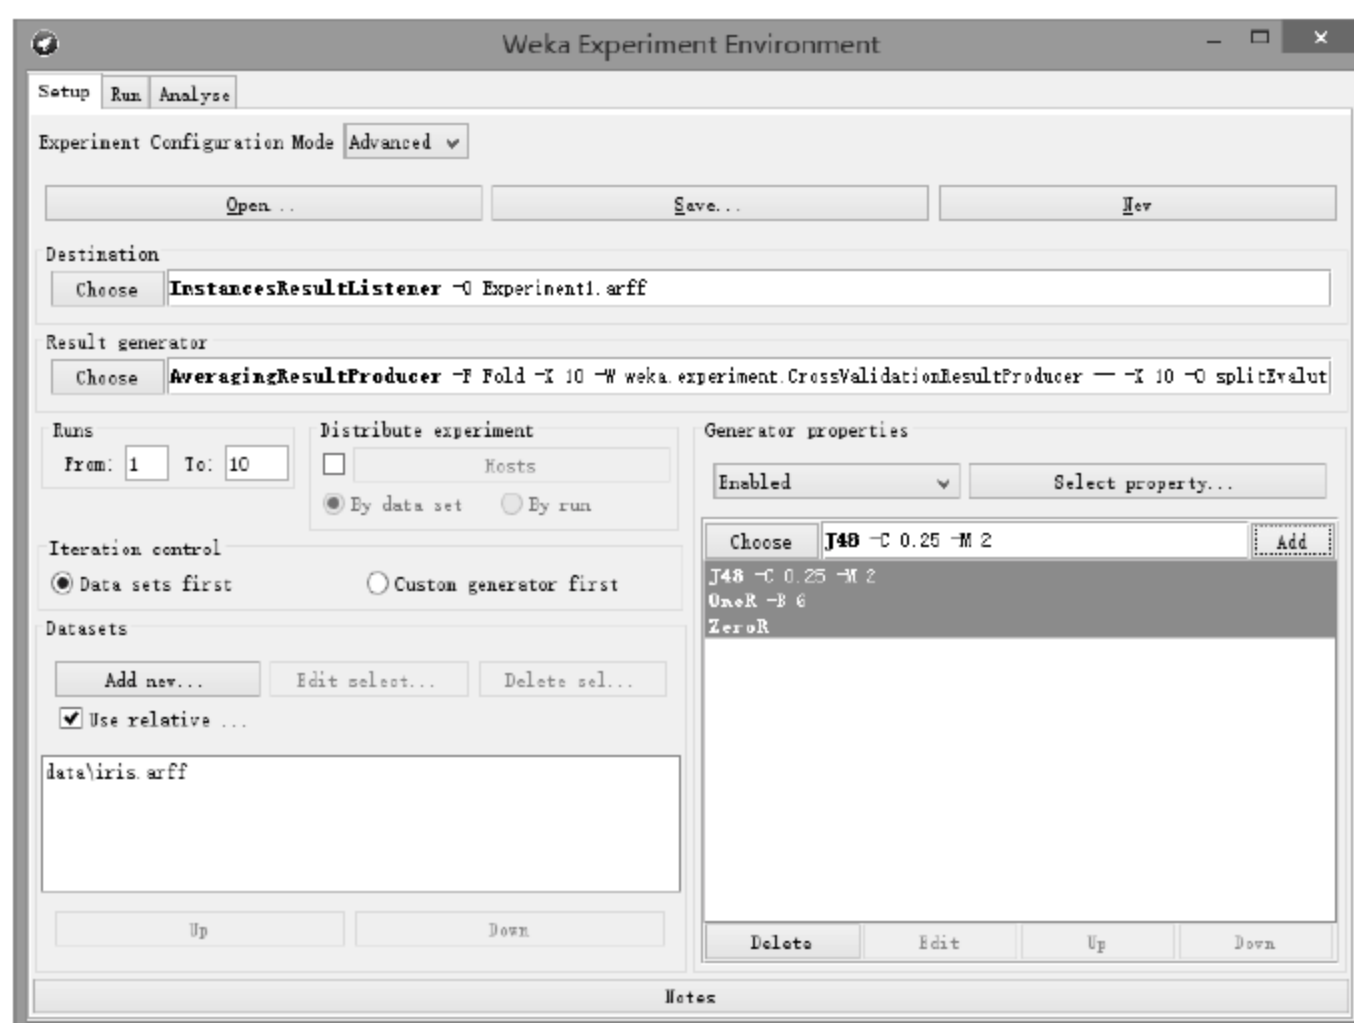 Weka Experiment Environment
Setup Run Analyse
Experiment Configuration Mode Advanced
Open... Save... New
Destination
Choose InstancesResultListener -O Experiment1.arff
Result generator
Choose AveragingResultProducer -F Fold -X 10 -W weka.experiment.CrossValidationResultProducer -- -X 10 -O splitEvalut
Runs
From: 1 To: 10
Distribute experiment
Hosts
By data set By run
Generator properties
Enabled Select property...
Choose J48 -C 0.25 -M 2 Add
J48 -C 0.25 -M 2
OneR -B 6
ZeroR
Iteration control
Data sets first Custom generator first
Datasets
Add new... Edit select... Delete sel...
Use relative ...
data\iris.arff
Up Down
Delete Edit Up Down
Notes